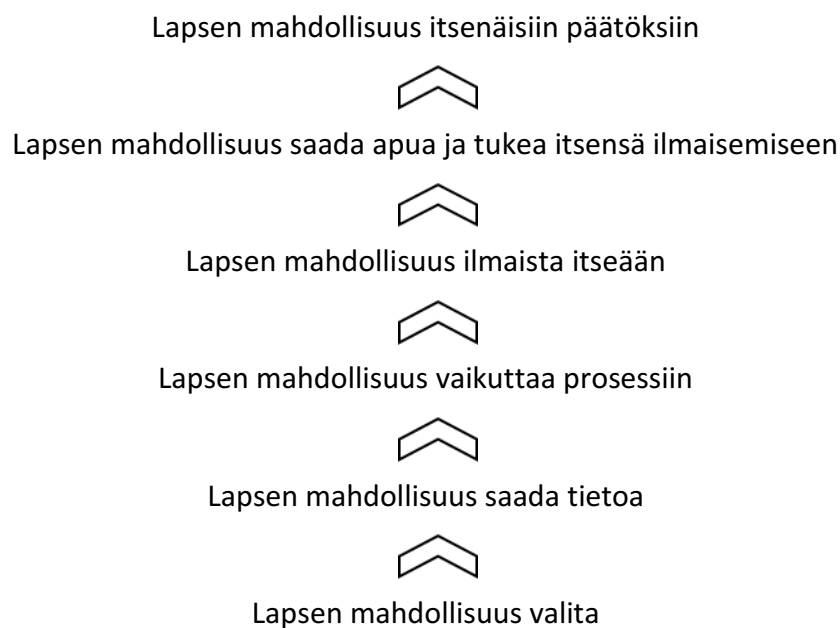 Lapsen mahdollisuus itsenäisiin päätöksiin
Lapsen mahdollisuus saada apua ja tukea itsensä ilmaisemiseen
Lapsen mahdollisuus ilmaista itseään
Lapsen mahdollisuus vaikuttaa prosessiin
Lapsen mahdollisuus saada tietoa
Lapsen mahdollisuus valita